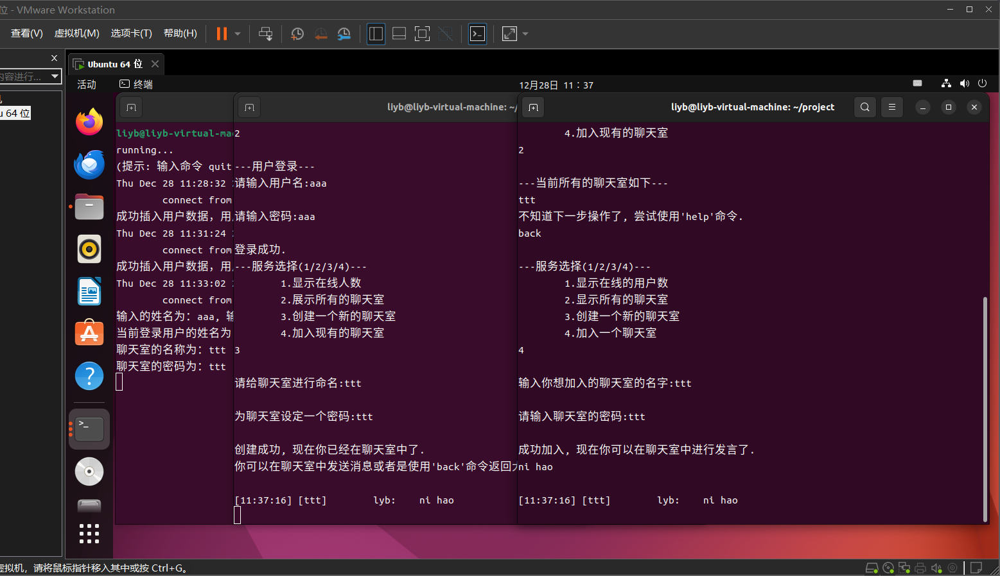 位 - VMware Workstation
查看(V) 虚拟机(M) 选项卡(T) 帮助(H)
内容进行...
Ubuntu 64 位
u 64 位
活动 终端 12月28日 11：37
liyb@liyb-virtual-mac
running...
(提示: 输入命令 quit
Thu Dec 28 11:28:32
connect from
成功插入用户数据, 用
Thu Dec 28 11:31:24
connect from
成功插入用户数据, 用
Thu Dec 28 11:33:02
connect from
输入的姓名为: aaa, 输
当前登录用户的姓名为
聊天室的名称为: ttt
聊天室的密码为: ttt
liyb@liyb-virtual-machine: ~/
2
---用户登录---
请输入用户名:aaa
请输入密码:aaa
登录成功.
---服务选择(1/2/3/4)---
1.显示在线人数
2.展示所有的聊天室
3.创建一个新的聊天室
4.加入现有的聊天室
3
请给聊天室进行命名:ttt
为聊天室设定一个密码:ttt
创建成功, 现在你已经在聊天室中了.
你可以在聊天室中发送消息或者是使用'back'命令返回
[11:37:16] [ttt] lyb: ni hao
liyb@liyb-virtual-machine: ~/project
4.加入现有的聊天室
2
---当前所有的聊天室如下---
ttt
不知道下一步操作了, 尝试使用'help'命令.
back
---服务选择(1/2/3/4)---
1.显示在线的用户数
2.显示所有的聊天室
3.创建一个新的聊天室
4.加入一个聊天室
4
输入你想加入的聊天室的名字:ttt
请输入聊天室的密码:ttt
成功加入, 现在你可以在聊天室中进行发言了.
ni hao
[11:37:16] [ttt] lyb: ni hao
虚拟机，请将鼠标指针移入其中或按 Ctrl+G。